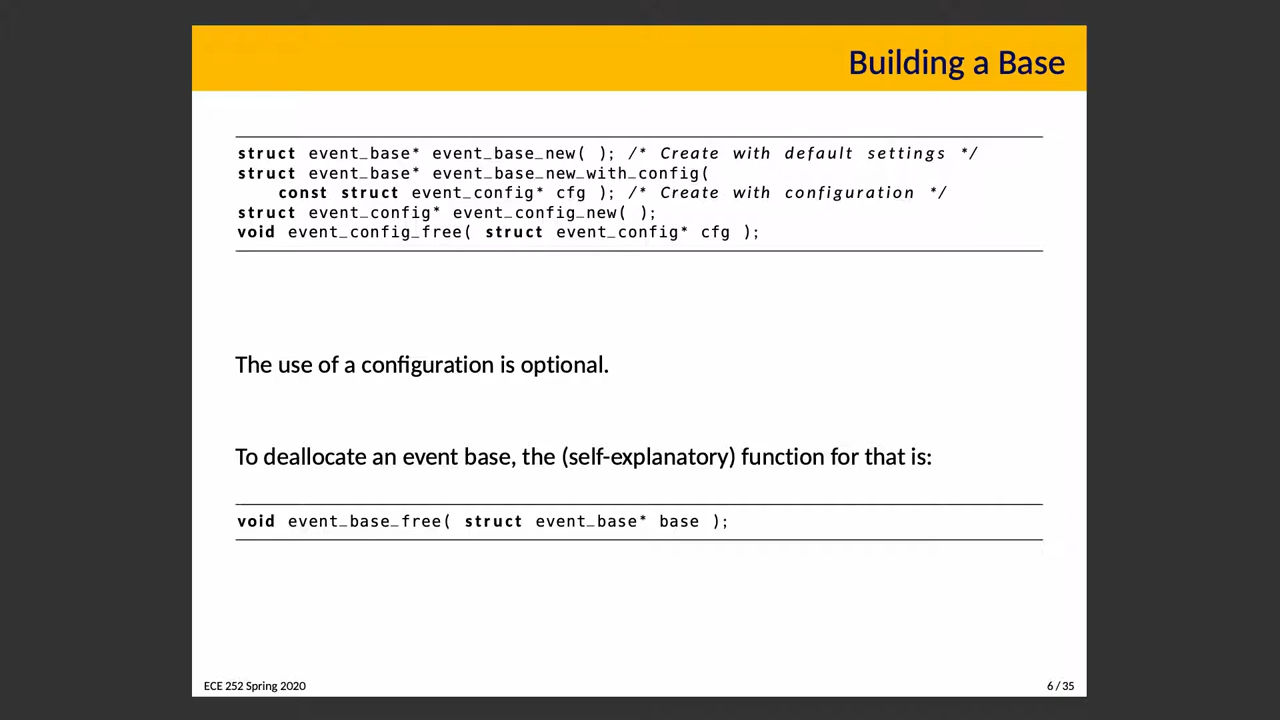 Building a Base
struct event_base* event_base_new( ); /* Create with default settings */
struct event_base* event_base_new_with_config(
    const struct event_config* cfg ); /* Create with configuration */
struct event_config* event_config_new( );
void event_config_free( struct event_config* cfg );
The use of a configuration is optional.
To deallocate an event base, the (self-explanatory) function for that is:
void event_base_free( struct event_base* base );
ECE 252 Spring 2020
6 / 35